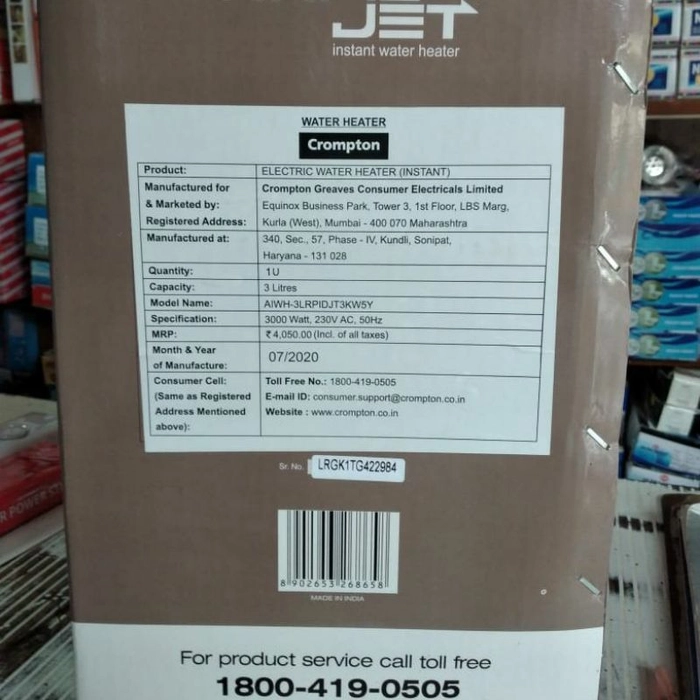 JET
instant water heater
WATER HEATER
Crompton
Product: ELECTRIC WATER HEATER (INSTANT)
Manufactured for Crompton Greaves Consumer Electricals Limited
& Marketed by: Equinox Business Park, Tower 3, 1st Floor, LBS Marg,
Registered Address: Kurla (West), Mumbai - 400 070 Maharashtra
Manufactured at: 340, Sec., 57, Phase - IV, Kundli, Sonipat,
Haryana - 131 028
Quantity: 1U
Capacity: 3 Litres
Model Name: AIWH-3LRPIDJT3KW5Y
Specification: 3000 Watt, 230V AC, 50Hz
MRP: ₹ 4,050.00 (Incl. of all taxes)
Month & Year
of Manufacture: 07/2020
Consumer Cell: Toll Free No.: 1800-419-0505
(Same as Registered E-mail ID: consumer.support@crompton.co.in
Address Mentioned Website : www.crompton.co.in
above):
Sr. No. LRGK1TG422984
8 902653 268658
MADE IN INDIA
For product service call toll free
1800-419-0505
R POWER